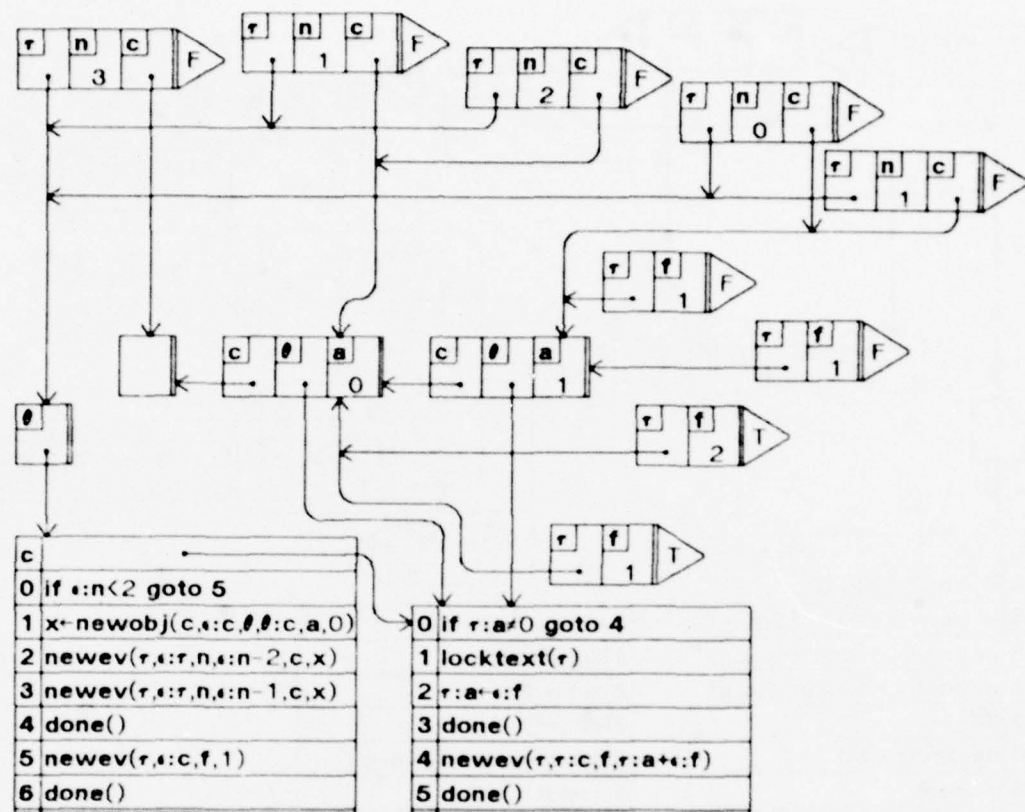 τ n c
3
F
τ n c
1
F
τ n c
2
F
τ n c
0
F
τ n c
1
F
τ f
1
F
τ f
1
F
c θ a
0
c θ a
1
θ
τ f
2
T
τ f
1
T
c
0 if ϵ:n<2 goto 5
1 x←newobj(c,ϵ:c,θ,θ:c,a,0)
2 newev(τ,ϵ:τ,n,ϵ:n-2,c,x)
3 newev(τ,ϵ:τ,n,ϵ:n-1,c,x)
4 done()
5 newev(τ,ϵ:c,f,1)
6 done()
0 if τ:a≠0 goto 4
1 locktext(τ)
2 τ:a←ϵ:f
3 done()
4 newev(τ,τ:c,f,τ:a+ϵ:f)
5 done()